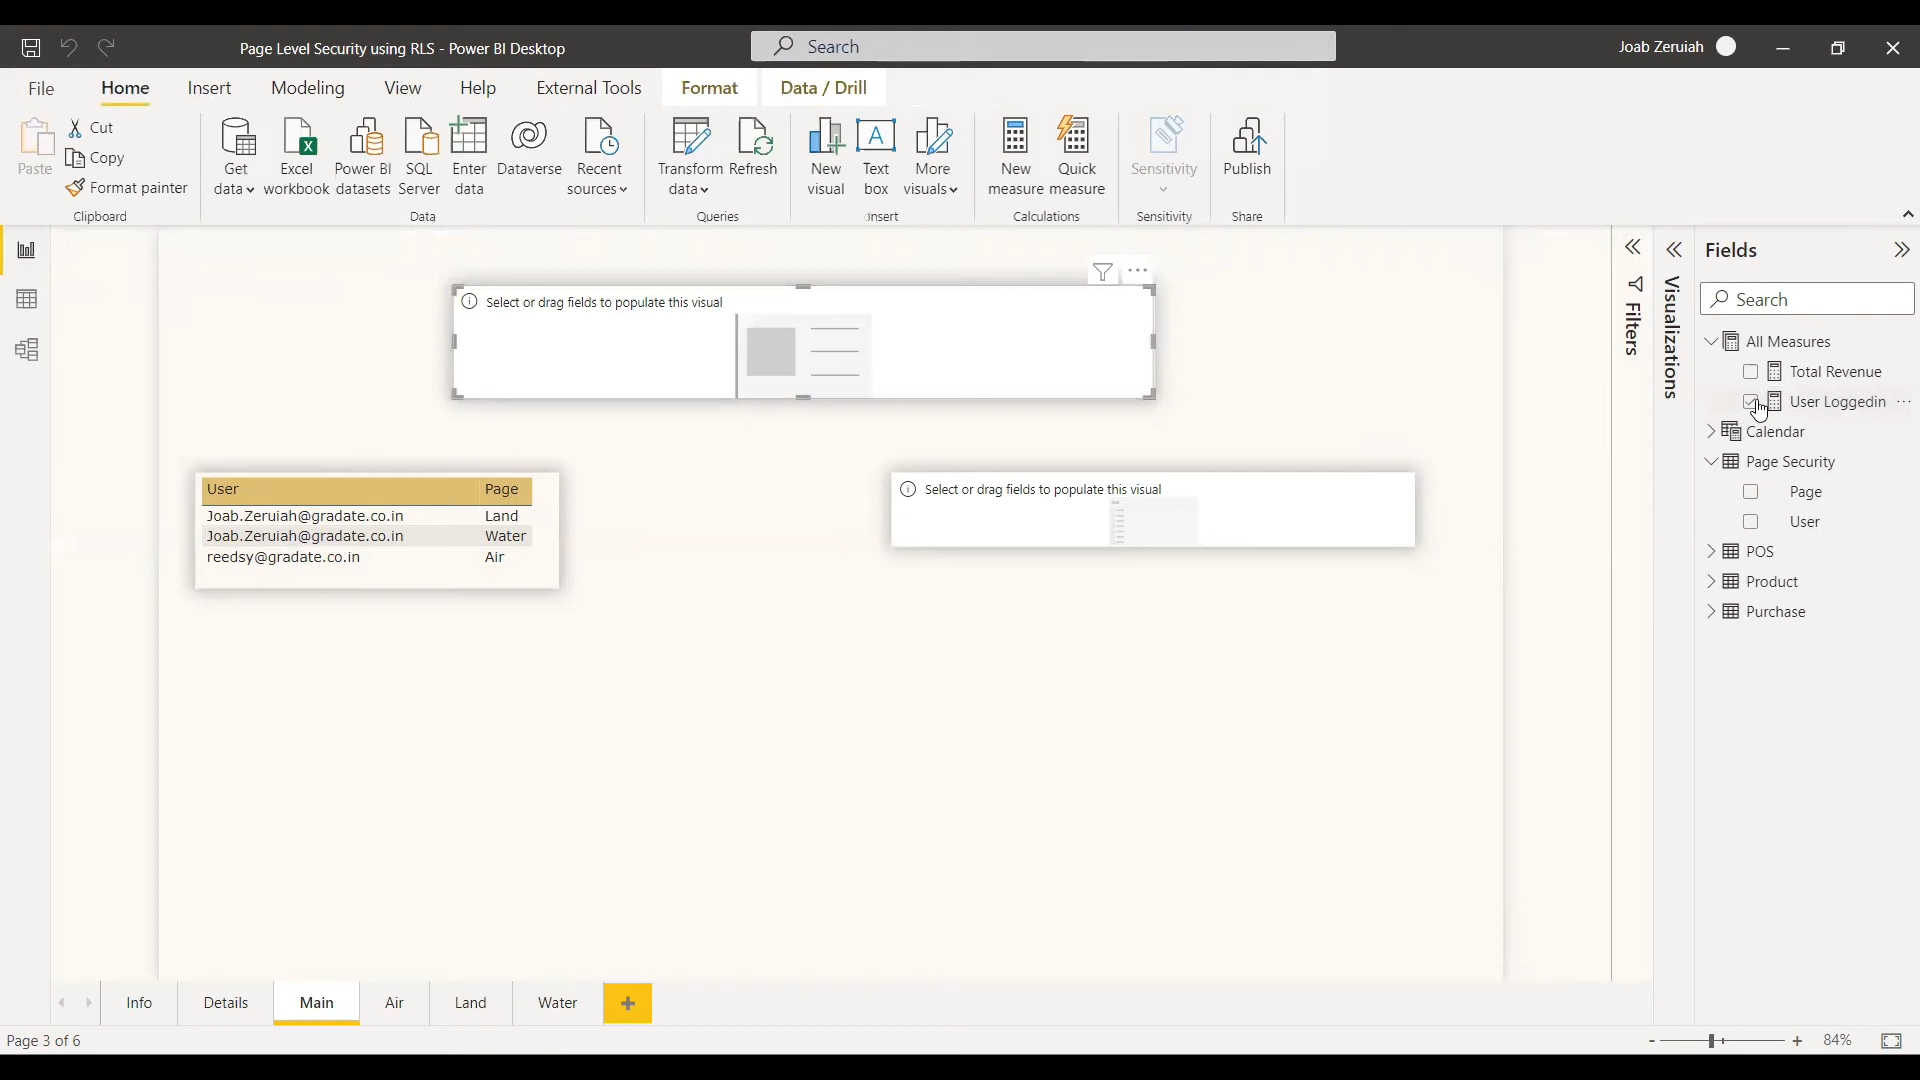 Page Level Security using RLS - Power BI Desktop
Search
Joab Zeruiah
File
Home
Insert
Modeling
View
Help
External Tools
Format
Data / Drill
Paste
Cut
Copy
Format painter
Clipboard
Get data
Excel workbook
Power BI datasets
SQL Server
Enter data
Dataverse
Recent sources
Data
Transform data
Refresh
Queries
New visual
Text box
More visuals
Insert
New measure
Quick measure
Calculations
Sensitivity
Sensitivity
Publish
Share
Select or drag fields to populate this visual
User Page
Joab.Zeruiah@gradate.co.in Land
Joab.Zeruiah@gradate.co.in Water
reedsy@gradate.co.in Air
Select or drag fields to populate this visual
Filters
Visualizations
Fields
Search
All Measures
Total Revenue
User Loggedin
Calendar
Page Security
Page
User
POS
Product
Purchase
Info
Details
Main
Air
Land
Water
Page 3 of 6
84%